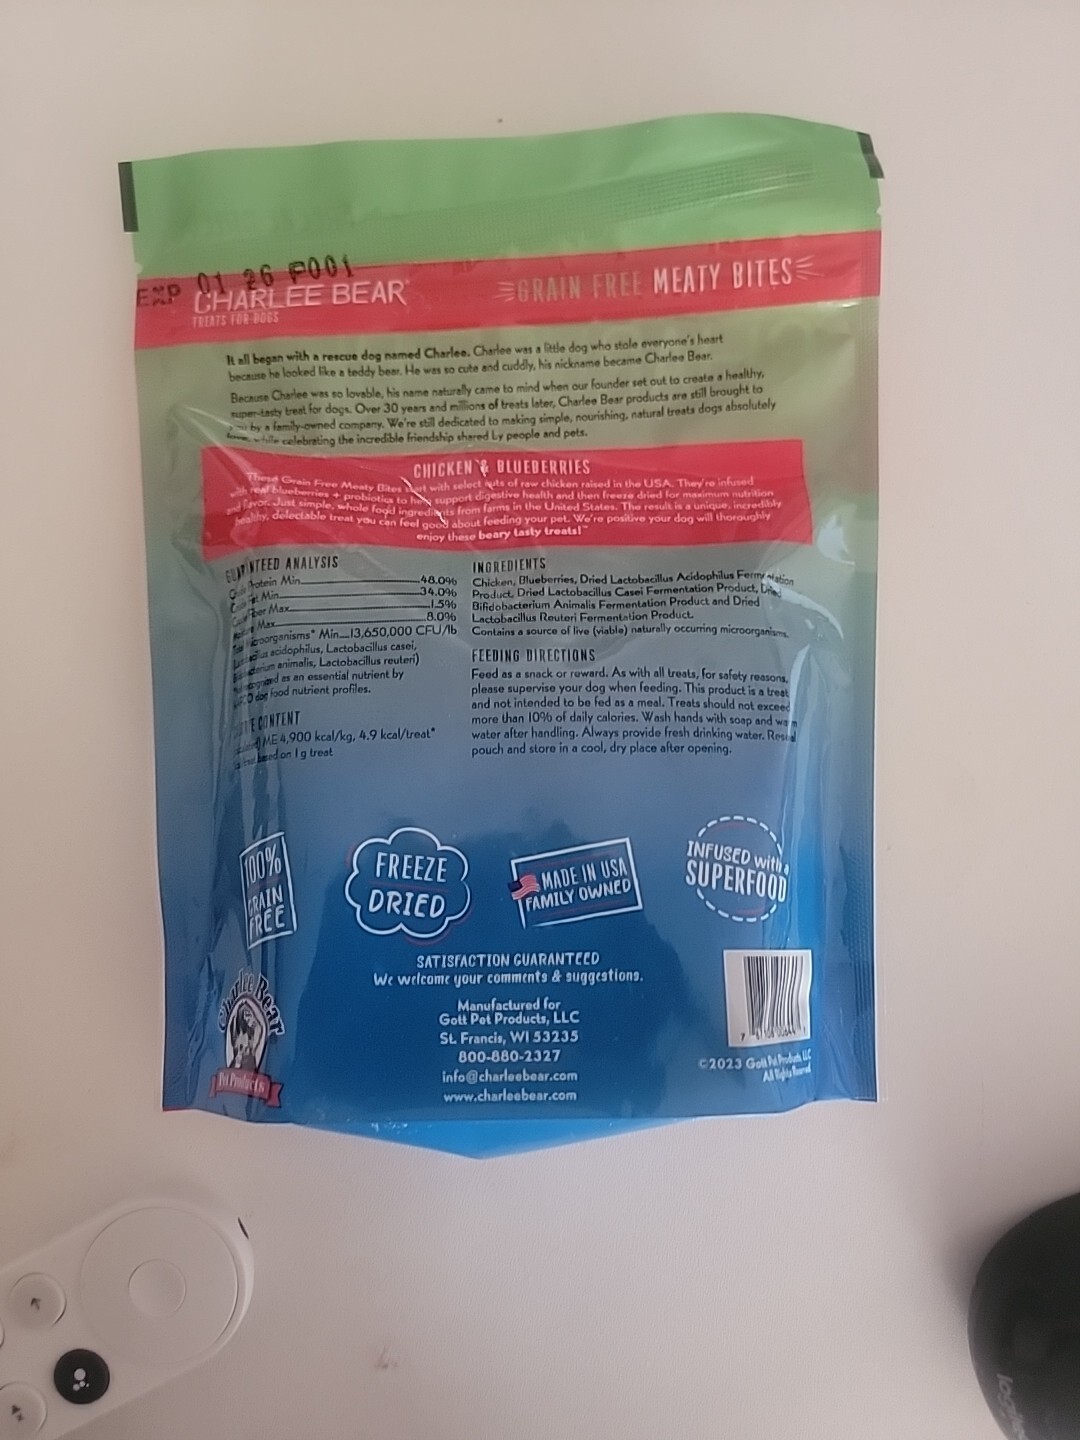 EXP 01 26 P001
CHARLEE BEAR®
TREATS FOR DOGS
GRAIN FREE MEATY BITES
It all began with a rescue dog named Charlee. Charlee was a little dog who stole everyone's heart
because he looked like a teddy bear. He was so cute and cuddly, his nickname became Charlee Bear.
Because Charlee was so lovable, his name naturally came to mind when our founder set out to create a healthy,
super-tasty treat for dogs. Over 30 years and millions of treats later, Charlee Bear products are still brought to
you by a family-owned company. We're still dedicated to making simple, nourishing, natural treats dogs absolutely
while celebrating the incredible friendship shared by people and pets.
CHICKEN & BLUEBERRIES
These Grain Free Meaty Bites start with select cuts of raw chicken raised in the USA. They're infused
with real blueberries + probiotics to help support digestive health and then freeze dried for maximum nutrition
and flavor. Just simple, whole food ingredients from farms in the United States. The result is a unique, incredibly
healthy, delectable treat you can feel good about feeding your pet. We're positive your dog will thoroughly
enjoy these beary tasty treats!™
GUARANTEED ANALYSIS
Protein Min. 48.0%
Fat Min. 34.0%
Fiber Max. 1.5%
Max. 8.0%
Microorganisms* Min. 13,650,000 CFU/lb
acidophilus, Lactobacillus casei,
animalis, Lactobacillus reuteri)
recognized as an essential nutrient by
dog food nutrient profiles.
CONTENT
ME 4,900 kcal/kg, 4.9 kcal/treat*
based on 1 g treat
INGREDIENTS
Chicken, Blueberries, Dried Lactobacillus Acidophilus Fermentation
Product, Dried Lactobacillus Casei Fermentation Product, Dried
Bifidobacterium Animalis Fermentation Product and Dried
Lactobacillus Reuteri Fermentation Product.
Contains a source of live (viable) naturally occurring microorganisms.
FEEDING DIRECTIONS
Feed as a snack or reward. As with all treats, for safety reasons,
please supervise your dog when feeding. This product is a treat
and not intended to be fed as a meal. Treats should not exceed
more than 10% of daily calories. Wash hands with soap and warm
water after handling. Always provide fresh drinking water. Reseal
pouch and store in a cool, dry place after opening.
100%
GRAIN
FREE
FREEZE
DRIED
MADE IN USA
FAMILY OWNED
INFUSED with a
SUPERFOOD
SATISFACTION GUARANTEED
We welcome your comments & suggestions.
Manufactured for
Gott Pet Products, LLC
St. Francis, WI 53235
800-880-2327
info@charleebear.com
www.charleebear.com
Charlee Bear
Pet Products
©2023 Gott Pet Products, LLC
All Rights Reserved